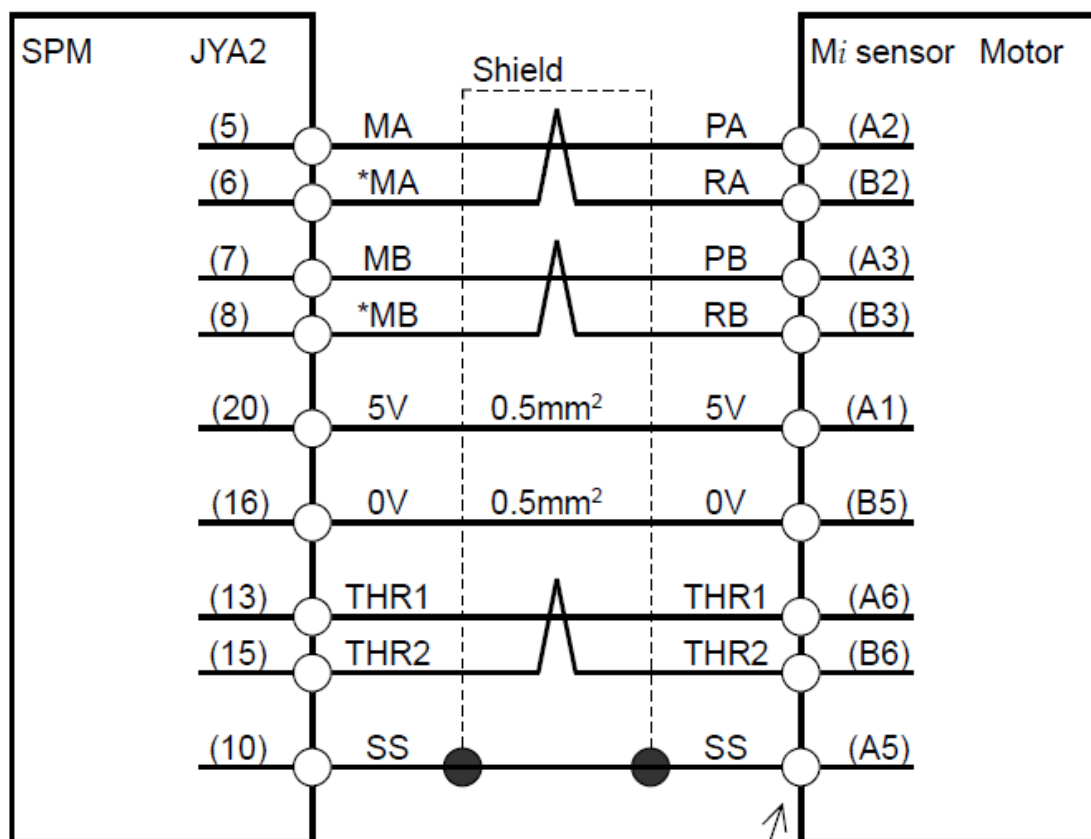 SPM JYA2 Mi sensor Motor
Shield
(5) MA PA (A2)
(6) *MA RA (B2)
(7) MB PB (A3)
(8) *MB RB (B3)
(20) 5V 0.5mm² 5V (A1)
(16) 0V 0.5mm² 0V (B5)
(13) THR1 THR1 (A6)
(15) THR2 THR2 (B6)
(10) SS SS (A5)